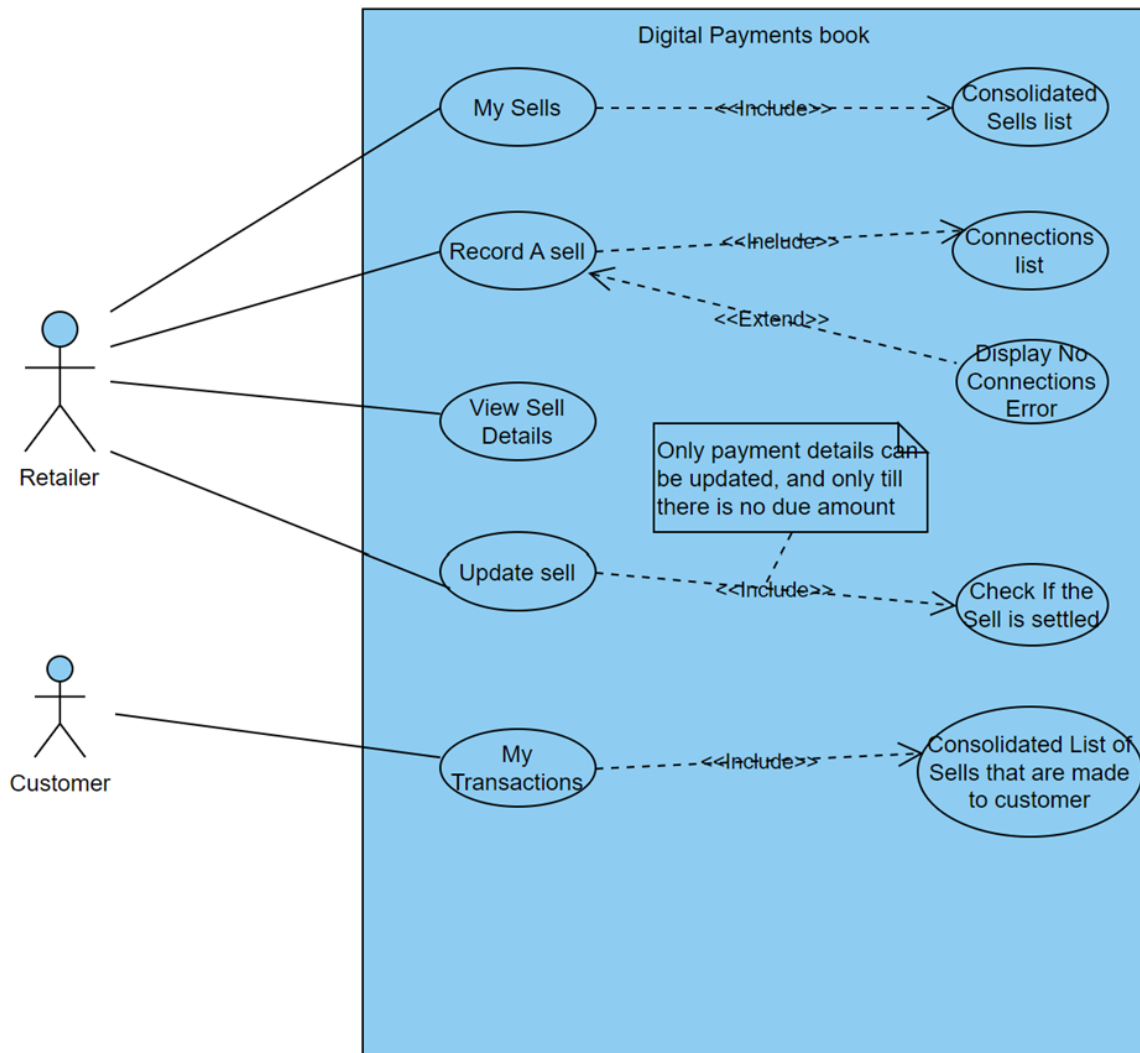 Digital Payments book
My Sells
<<Include>>
Consolidated
Sells list
Record A sell
<<Include>>
Connections
list
<<Extend>>
Display No
Connections
Error
Retailer
View Sell
Details
Only payment details can
be updated, and only till
there is no due amount
Update sell
<<Include>>
Check If the
Sell is settled
Customer
My
Transactions
<<Include>>
Consolidated List of
Sells that are made
to customer